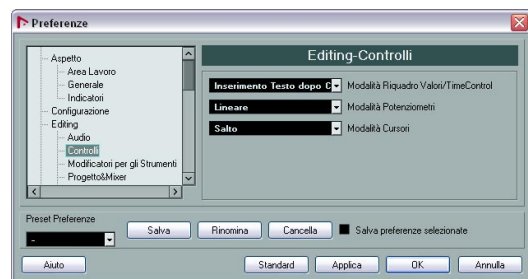 Preferenze
Aspetto
Area Lavoro
Generale
Indicatori
Configurazione
Editing
Audio
Controlli
Modificatori per gli Strumenti
Progetto&Mixer
Editing-Controlli
Inserimento Testo dopo C Modalità Riquadro Valori/TimeControl
Lineare Modalità Potenziometri
Salto Modalità Cursori
Preset Preferenze
- Salva Rinomina Cancella Salva preferenze selezionate
Aiuto Standard Applica OK Annulla